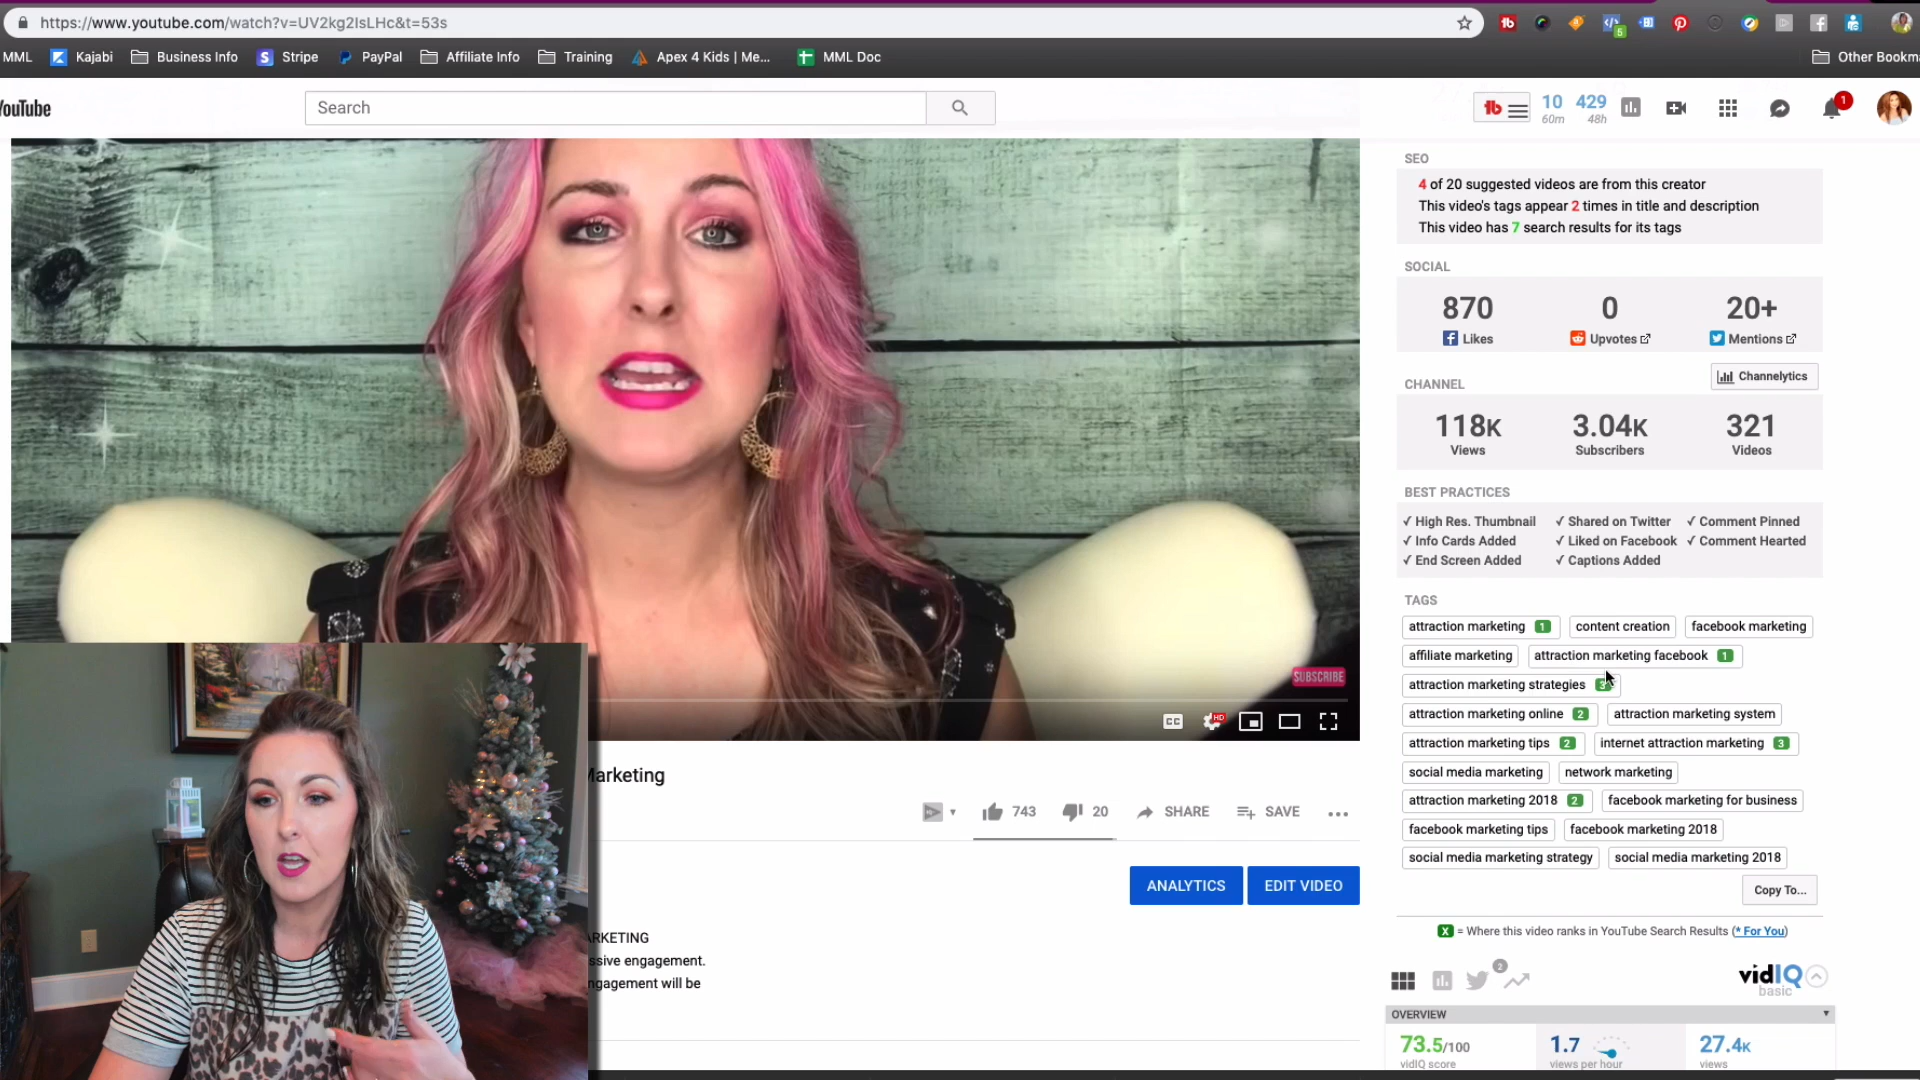 https://www.youtube.com/watch?v=UV2kg2IsLHc&t=53s
MML Kajabi Business Info Stripe PayPal Affiliate Info Training Apex 4 Kids | Me... MML Doc Other Bookma
YouTube Search 10 60m 429 48h 1
SEO
4 of 20 suggested videos are from this creator
This video's tags appear 2 times in title and description
This video has 7 search results for its tags
SOCIAL
870 0 20+
Likes Upvotes Mentions
Channelytics
CHANNEL
118K 3.04K 321
Views Subscribers Videos
BEST PRACTICES
✓ High Res. Thumbnail ✓ Shared on Twitter ✓ Comment Pinned
✓ Info Cards Added ✓ Liked on Facebook ✓ Comment Hearted
✓ End Screen Added ✓ Captions Added
TAGS
attraction marketing 1 content creation facebook marketing
affiliate marketing attraction marketing facebook 1
attraction marketing strategies 3
attraction marketing online 2 attraction marketing system
attraction marketing tips 2 internet attraction marketing 3
social media marketing network marketing
attraction marketing 2018 2 facebook marketing for business
facebook marketing tips facebook marketing 2018
social media marketing strategy social media marketing 2018
Copy To...
X = Where this video ranks in YouTube Search Results (* For You)
2
vidIQ
basic
OVERVIEW
73.5/100 1.7 27.4K
vidIQ score views per hour views
SUBSCRIBE
CC HD
Marketing
743 20 SHARE SAVE
ANALYTICS EDIT VIDEO
ARKETING
ssive engagement.
ngagement will be